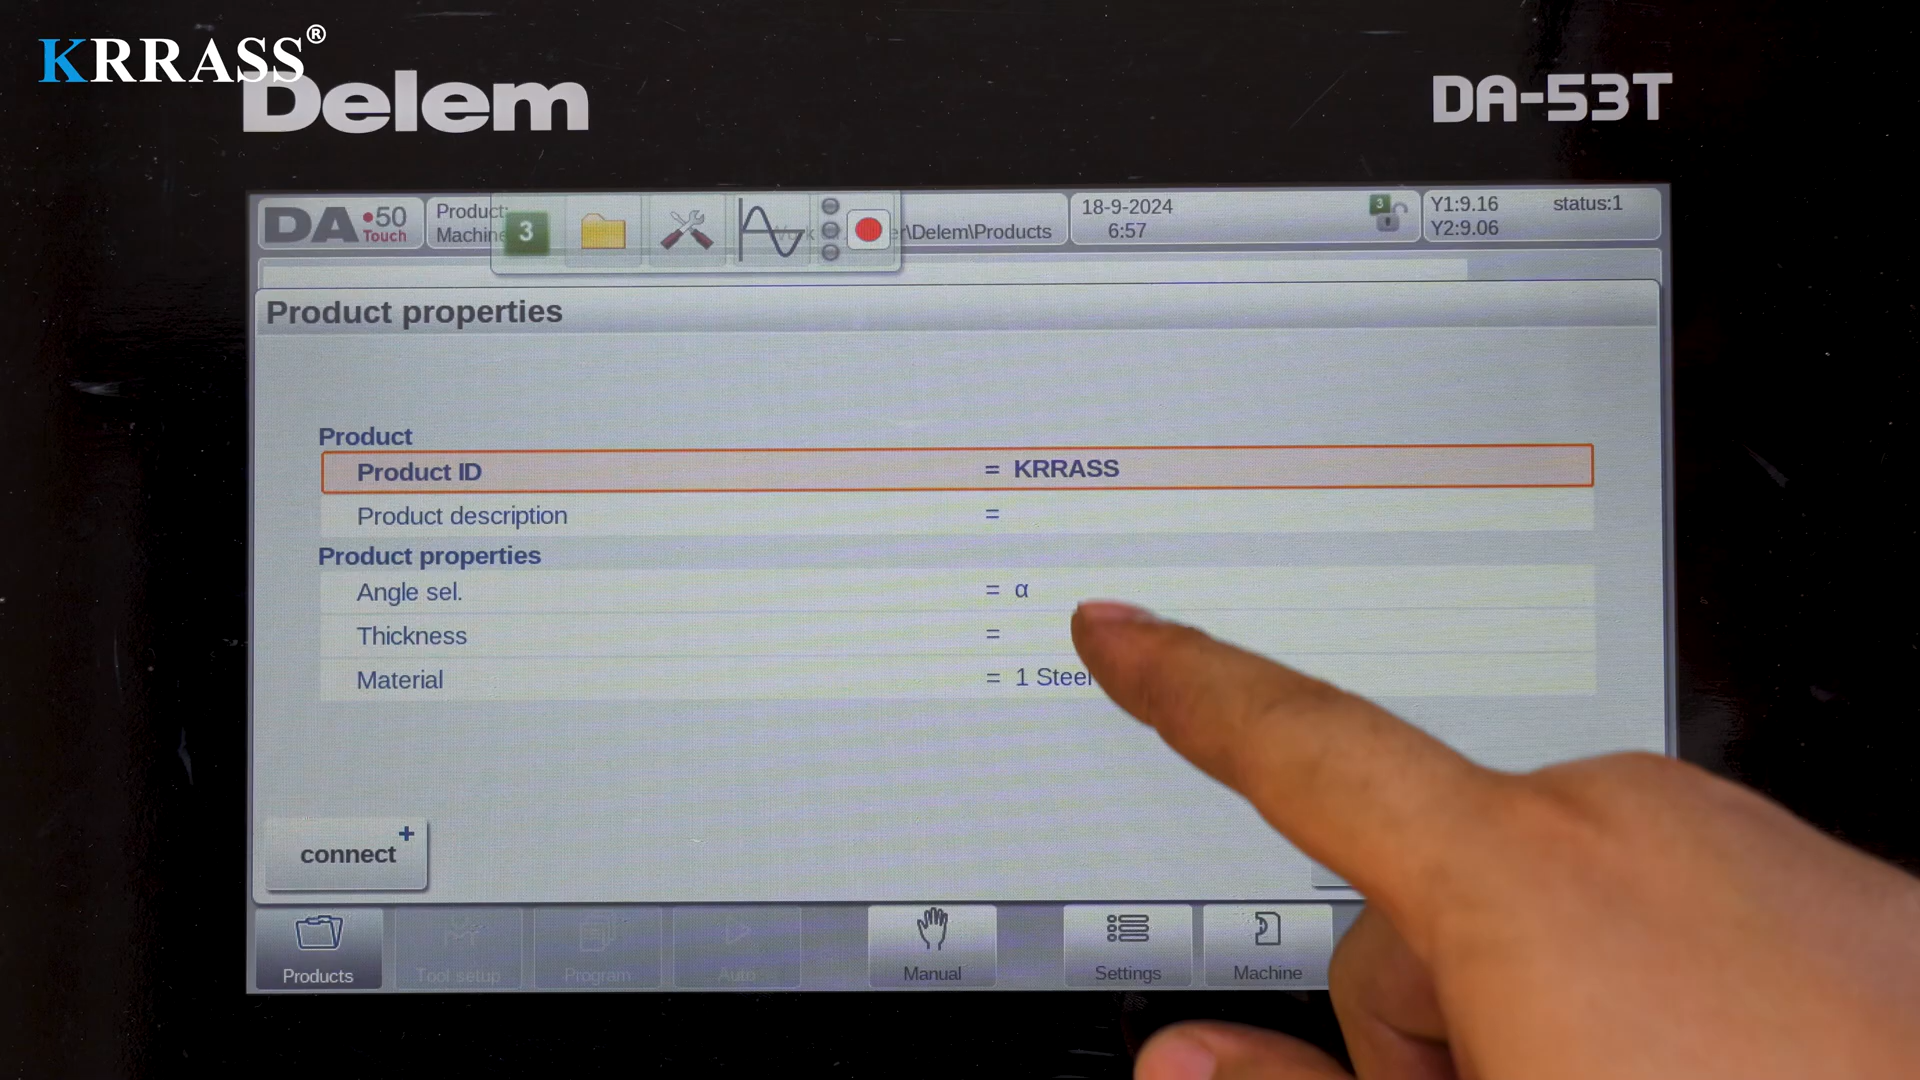 KRRASS®
Delem
DA-53T
DA•50
Touch
Product:
Machine
3
er\Delem\Products
18-9-2024
6:57
3
Y1:9.16
Y2:9.06
status:1
Product properties
Product
Product ID = KRRASS
Product description =
Product properties
Angle sel. = α
Thickness =
Material = 1 Steel
connect +
Products
Tool setup
Program
Auto
Manual
Settings
Machine